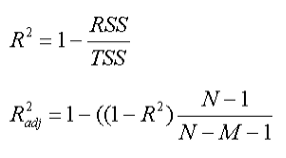 R² = 1 − RSS / TSS
R²adj = 1 − ((1 − R²) N − 1 / N − M − 1